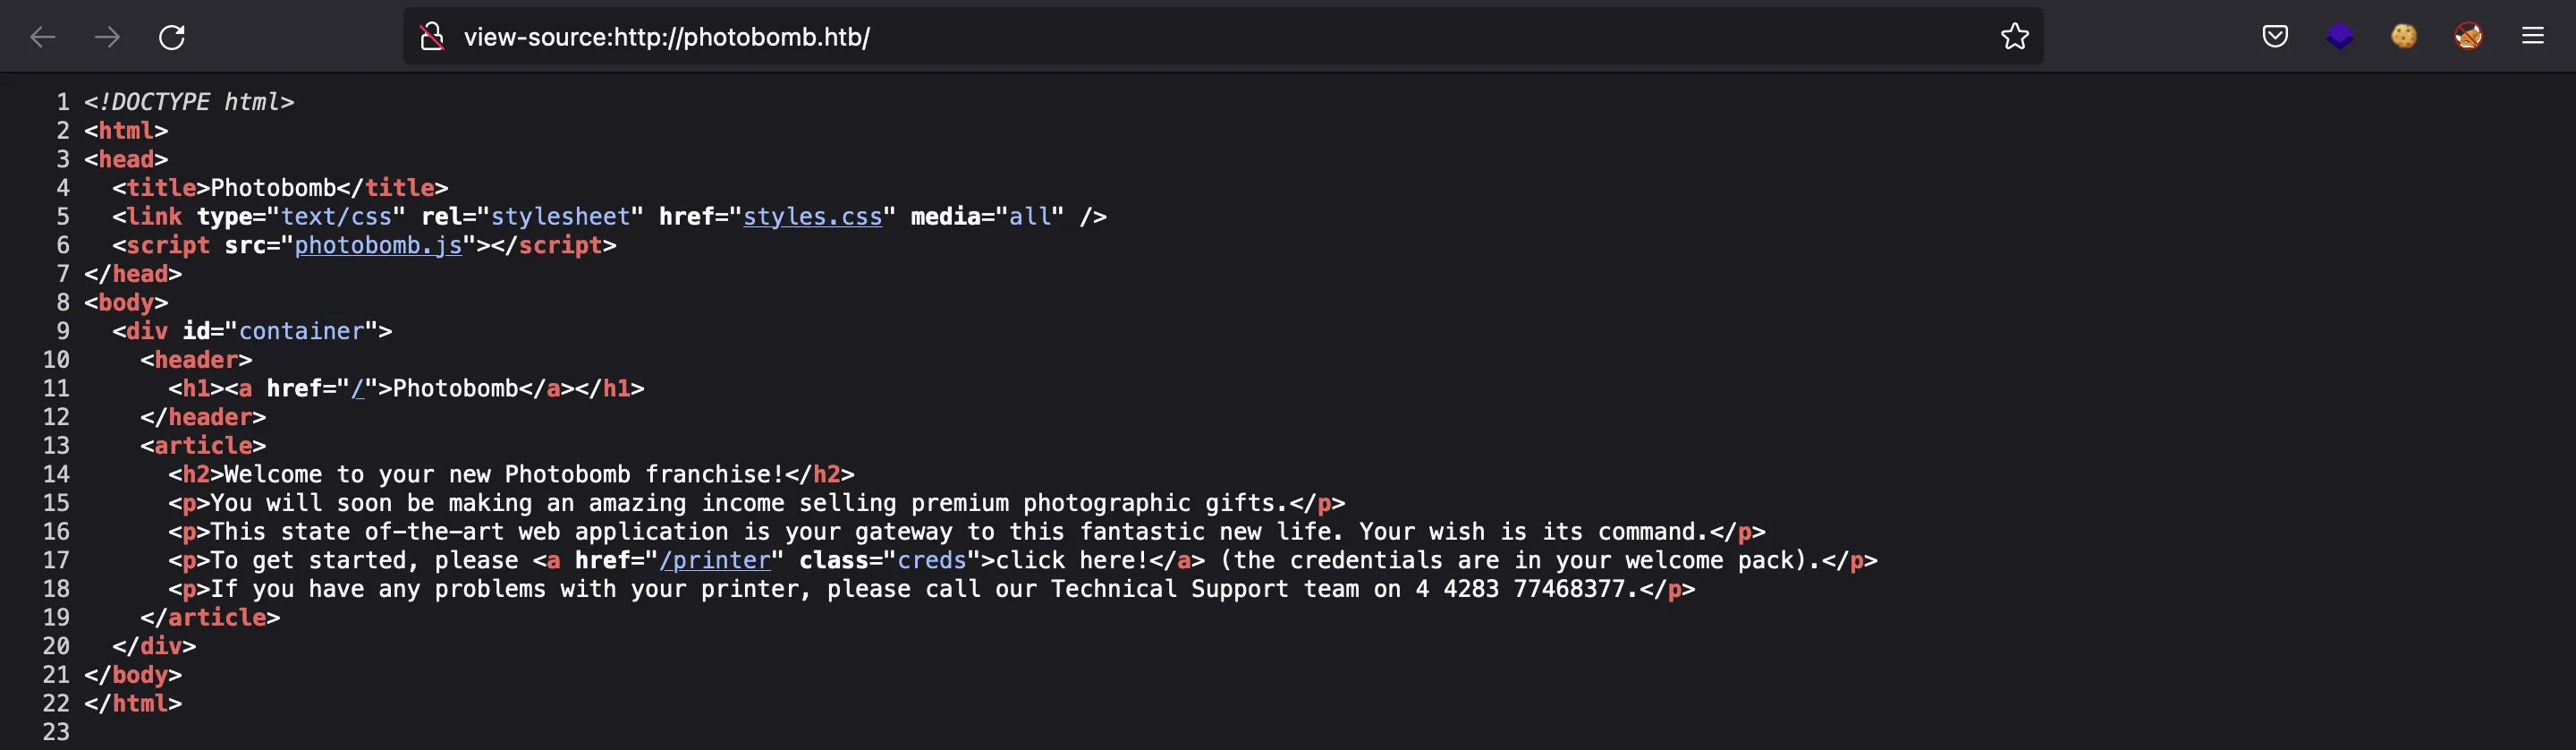 view-source:http://photobomb.htb/
1 <!DOCTYPE html>
2 <html>
3 <head>
4   <title>Photobomb</title>
5   <link type="text/css" rel="stylesheet" href="styles.css" media="all" />
6   <script src="photobomb.js"></script>
7 </head>
8 <body>
9   <div id="container">
10     <header>
11       <h1><a href="/">Photobomb</a></h1>
12     </header>
13     <article>
14       <h2>Welcome to your new Photobomb franchise!</h2>
15       <p>You will soon be making an amazing income selling premium photographic gifts.</p>
16       <p>This state of-the-art web application is your gateway to this fantastic new life. Your wish is its command.</p>
17       <p>To get started, please <a href="/printer" class="creds">click here!</a> (the credentials are in your welcome pack).</p>
18       <p>If you have any problems with your printer, please call our Technical Support team on 4 4283 77468377.</p>
19     </article>
20   </div>
21 </body>
22 </html>
23